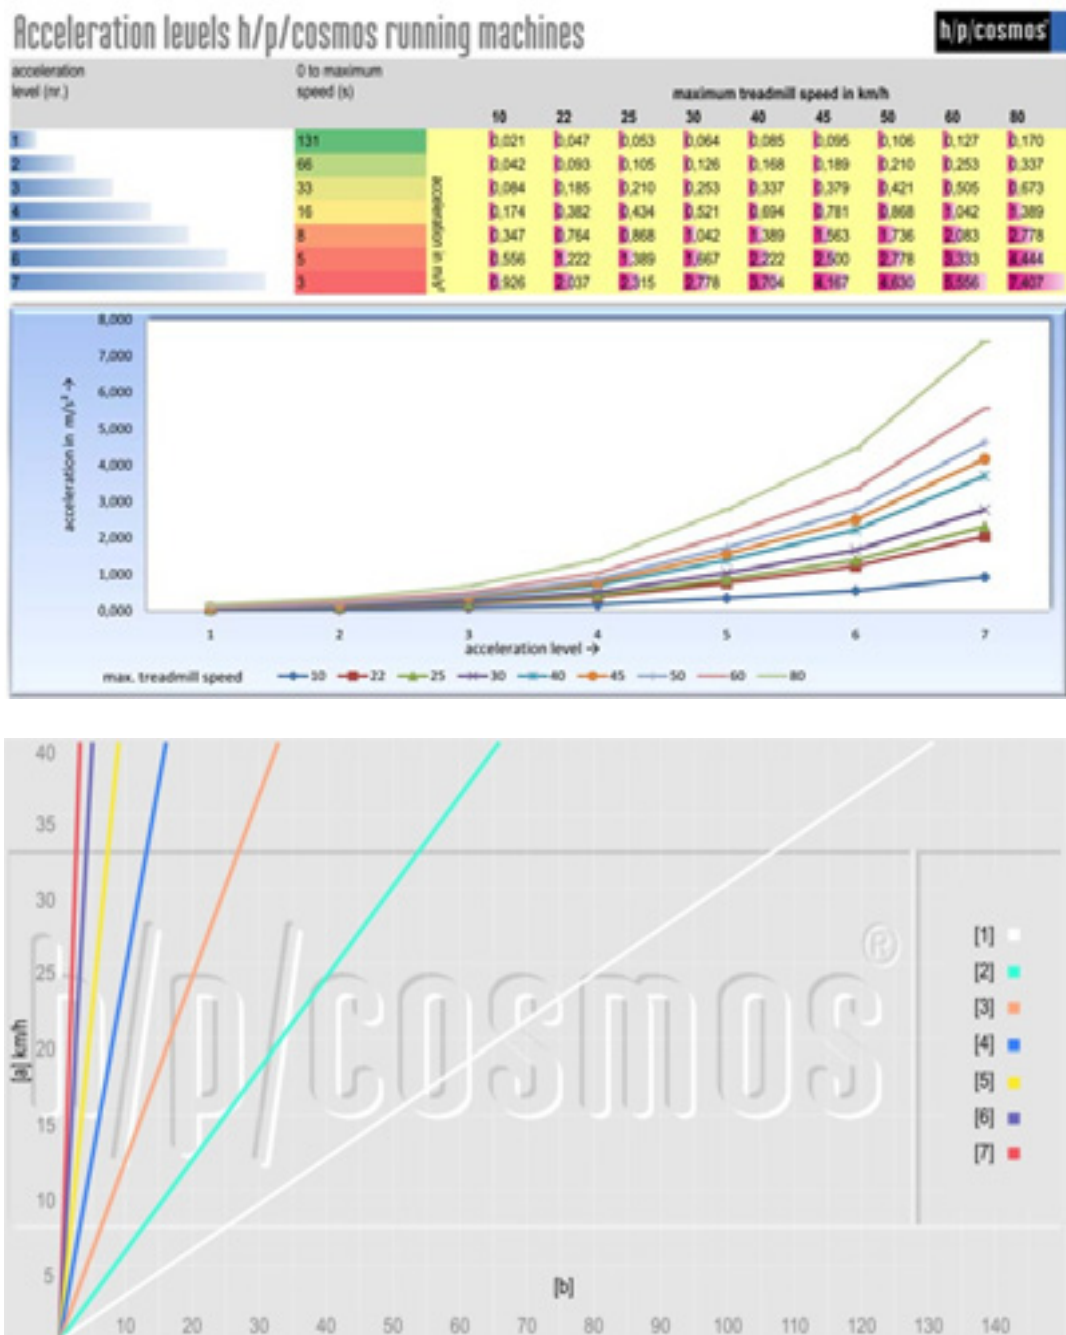 Acceleration levels h/p/cosmos running machines
h/p/cosmos®
acceleration level (nr.)
0 to maximum speed (s)
maximum treadmill speed in km/h
10 22 25 30 40 45 50 60 80
acceleration in m/s²
1 131 0,021 0,047 0,053 0,064 0,085 0,095 0,106 0,127 0,170
2 66 0,042 0,093 0,105 0,126 0,168 0,189 0,210 0,253 0,337
3 33 0,084 0,185 0,210 0,253 0,337 0,379 0,421 0,505 0,673
4 16 0,174 0,382 0,434 0,521 0,694 0,781 0,868 1,042 1,389
5 8 0,347 0,764 0,868 1,042 1,389 1,563 1,736 2,083 2,778
6 5 0,556 1,222 1,389 1,667 2,222 2,500 2,778 3,333 4,444
7 3 0,926 2,037 2,315 2,778 3,704 4,167 4,630 5,556 7,407
8,000
7,000
6,000
5,000
4,000
3,000
2,000
1,000
0,000
acceleration in m/s² →
1 2 3 4 5 6 7
acceleration level →
max. treadmill speed 10 22 25 30 40 45 50 60 80
40
35
30
25
20
15
10
5
[a] km/h
h/p/cosmos®
[1]
[2]
[3]
[4]
[5]
[6]
[7]
[b]
10 20 30 40 50 60 70 80 90 100 110 120 130 140